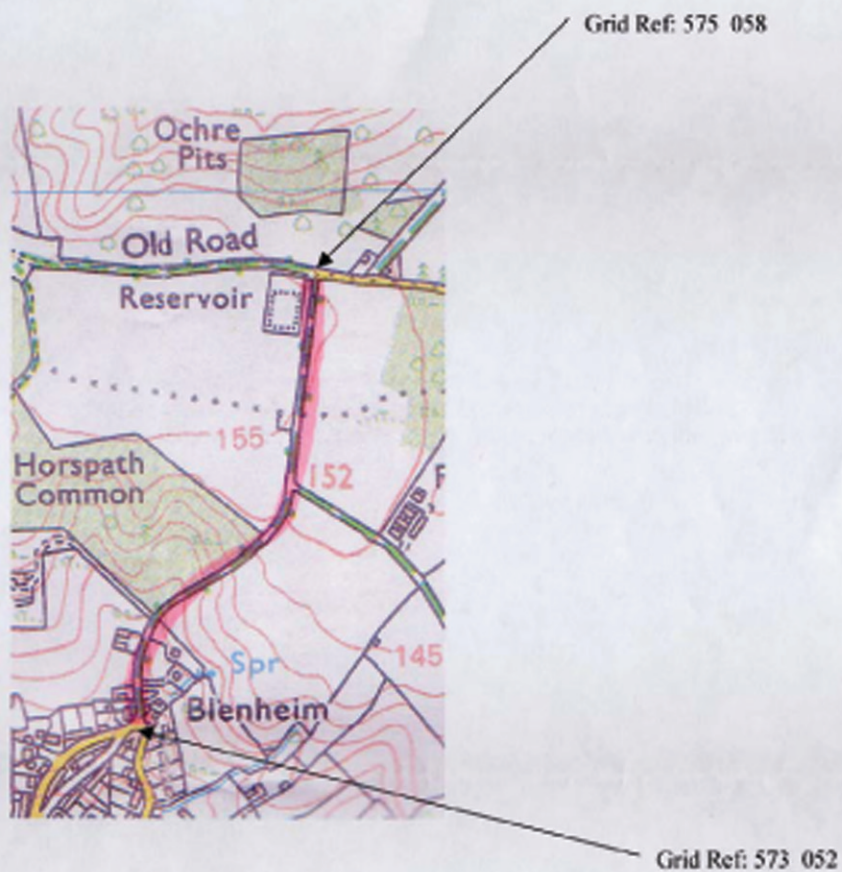 Grid Ref: 575 058
Ochre
Pits
Old Road
Reservoir
155
152
Horspath
Common
Spr
145
Blenheim
Grid Ref: 573 052